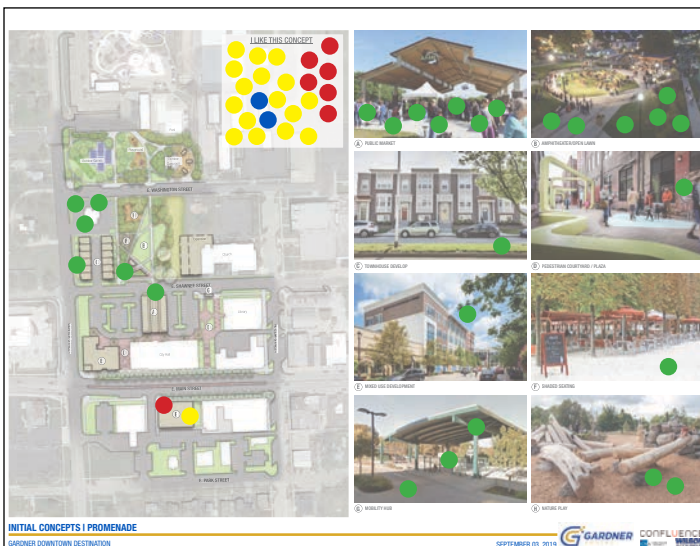 I LIKE THIS CONCEPT
E. WASHINGTON STREET
E. SHAWNEE STREET
City Hall
E. MAIN STREET
E. PARK STREET
A PUBLIC MARKET
B AMPHITHEATER/OPEN LAWN
C TOWNHOUSE DEVELOP
D PEDESTRIAN COURTYARD / PLAZA
E MIXED USE DEVELOPMENT
F SHADED SEATING
G MOBILITY HUB
H NATURE PLAY
INITIAL CONCEPTS | PROMENADE
GARDNER DOWNTOWN DESTINATION
SEPTEMBER 03, 2019
GARDNER
CONFLUENCE